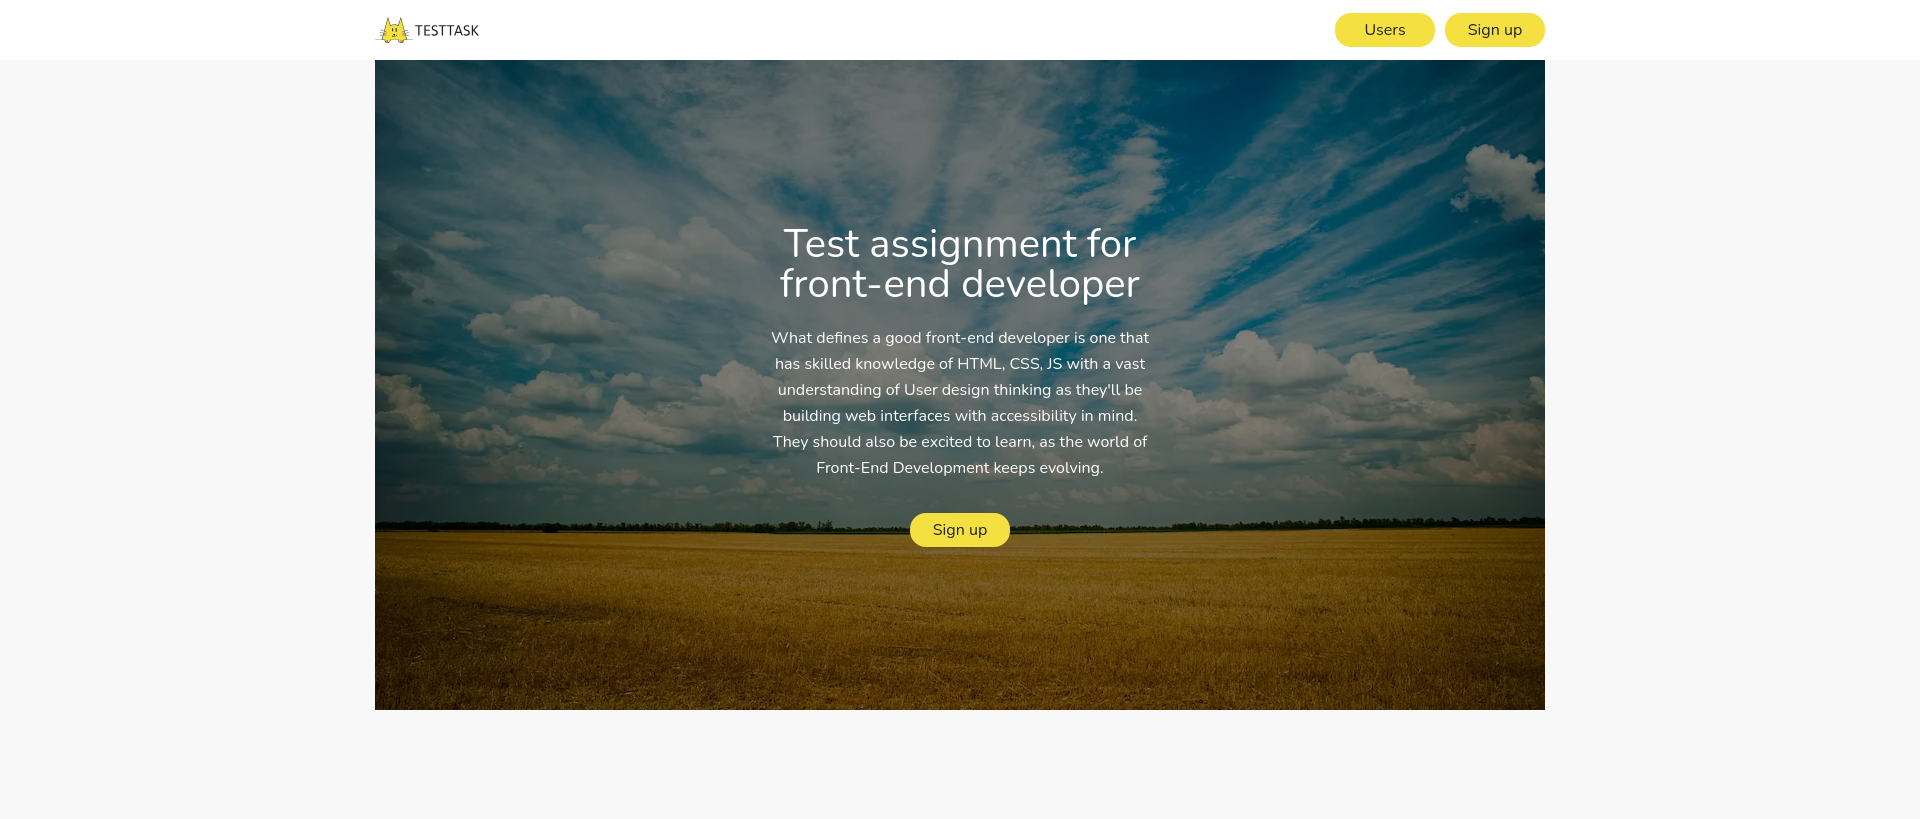 TESTTASK
Users
Sign up
Test assignment for
front-end developer
What defines a good front-end developer is one that
has skilled knowledge of HTML, CSS, JS with a vast
understanding of User design thinking as they'll be
building web interfaces with accessibility in mind.
They should also be excited to learn, as the world of
Front-End Development keeps evolving.
Sign up